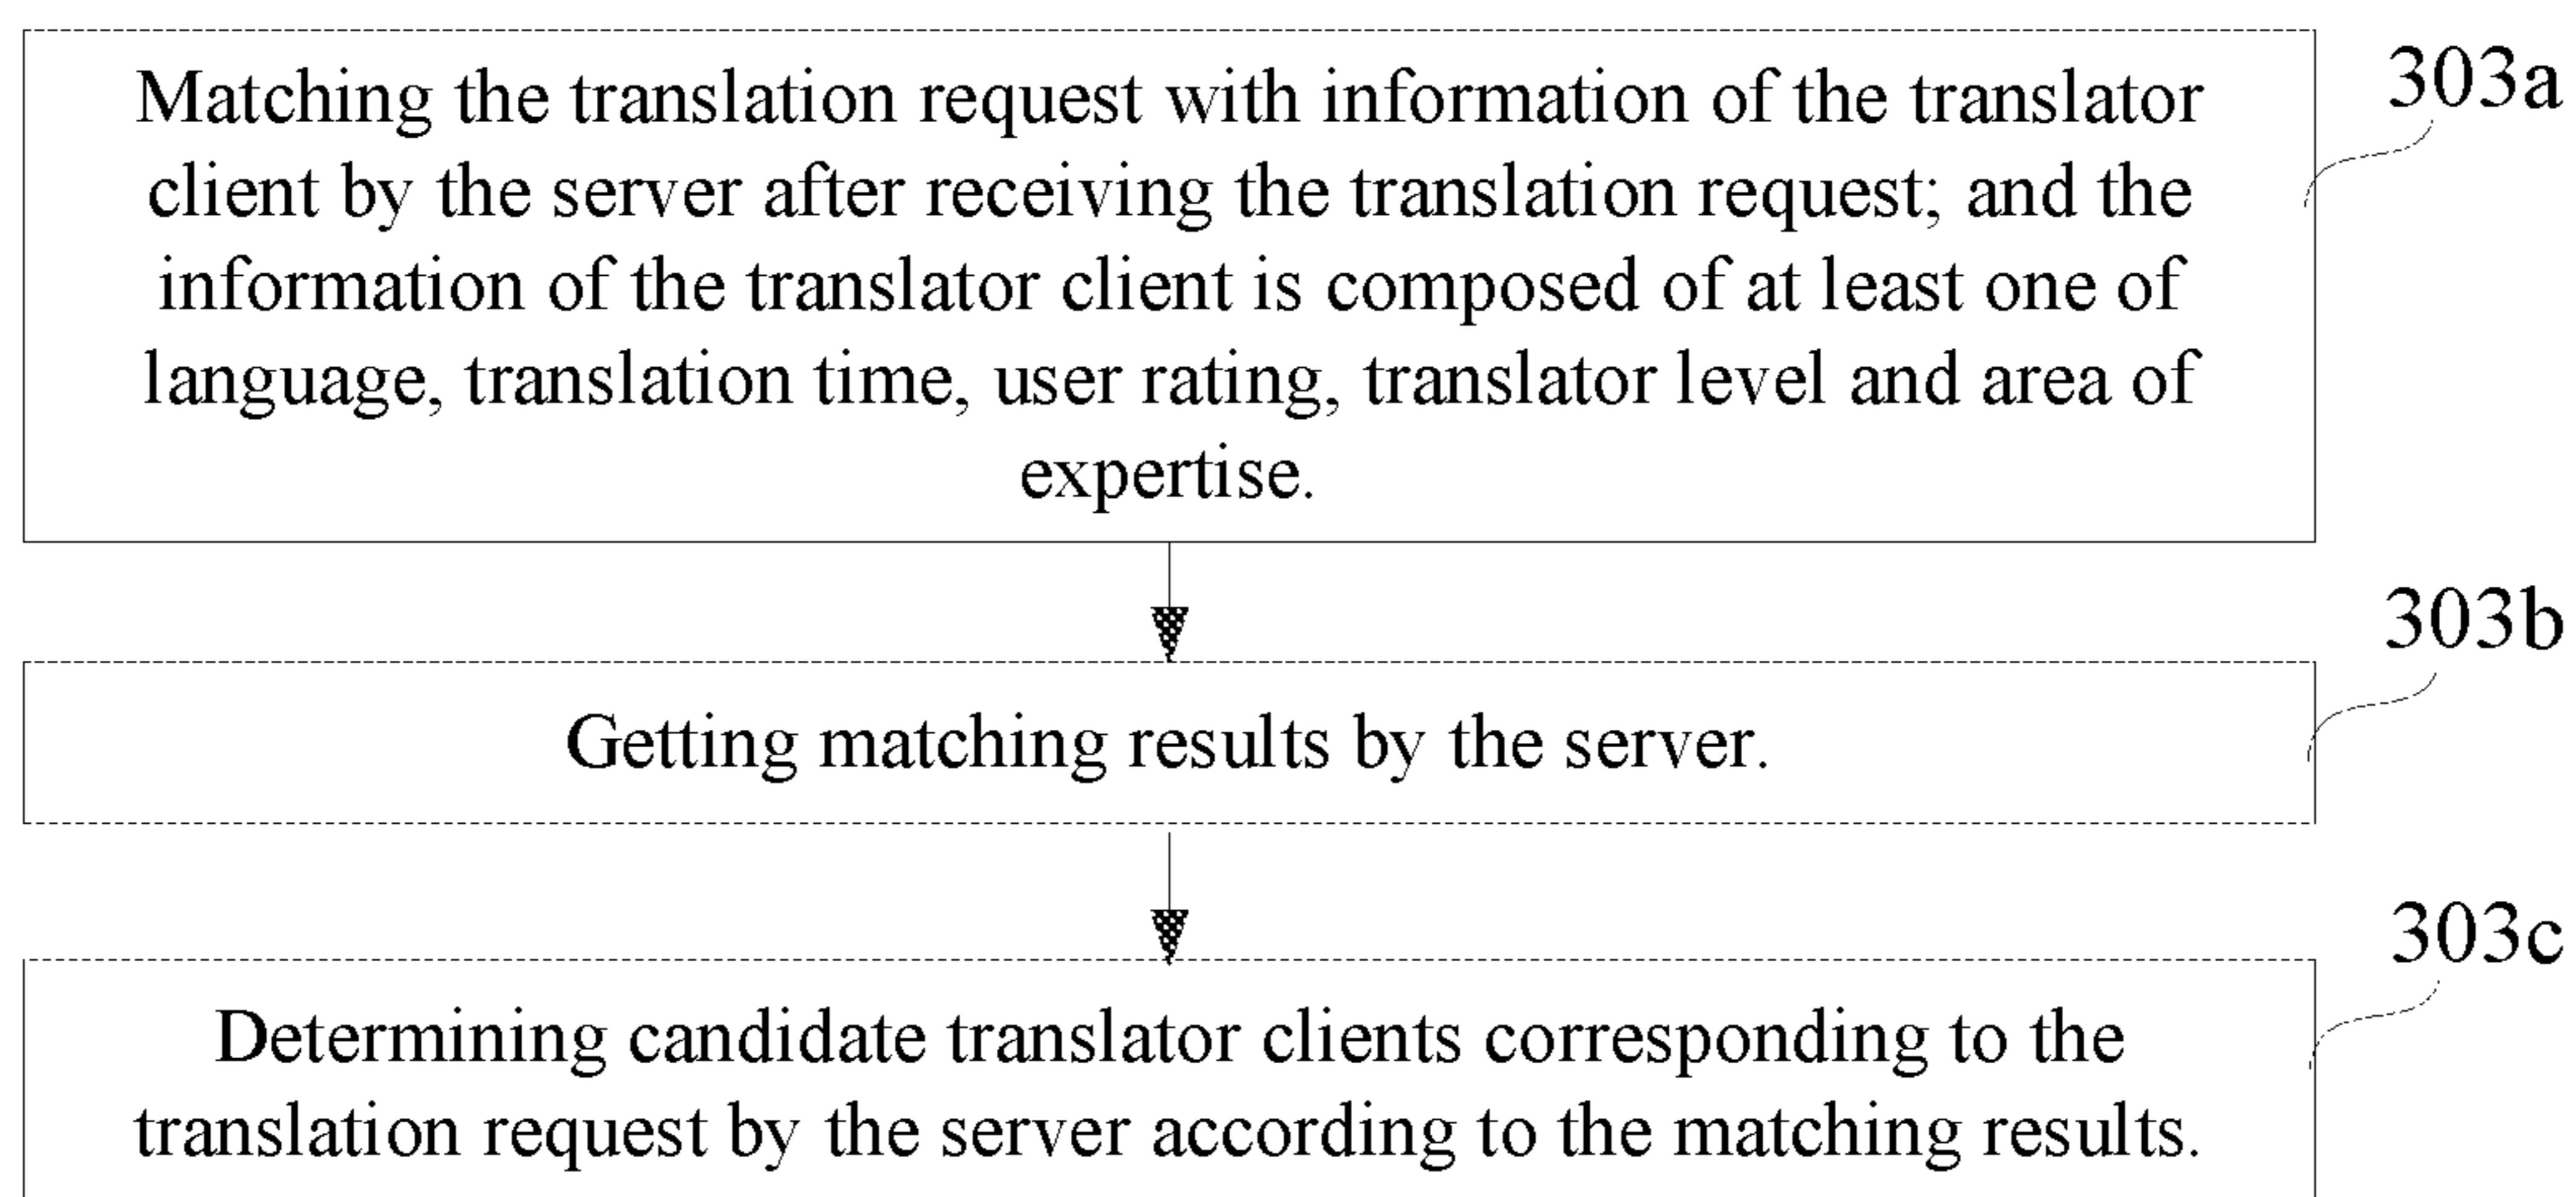 Matching the translation request with information of the translator
client by the server after receiving the translation request; and the
information of the translator client is composed of at least one of
language, translation time, user rating, translator level and area of
expertise.
303a
Getting matching results by the server.
303b
Determining candidate translator clients corresponding to the
translation request by the server according to the matching results.
303c